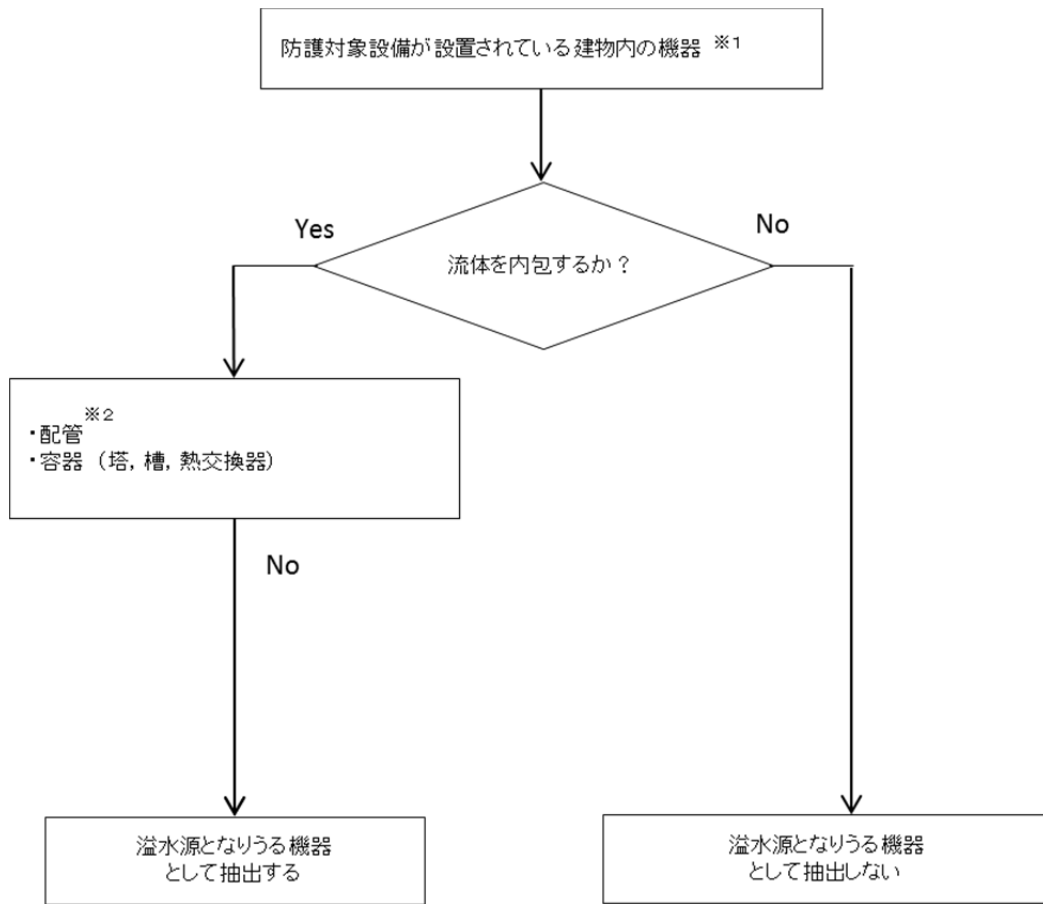 防護対象設備が設置されている建物内の機器 ※1
Yes
No
流体を内包するか？
・配管※2
・容器（塔，槽，熱交換器）
No
溢水源となりうる機器
として抽出する
溢水源となりうる機器
として抽出しない